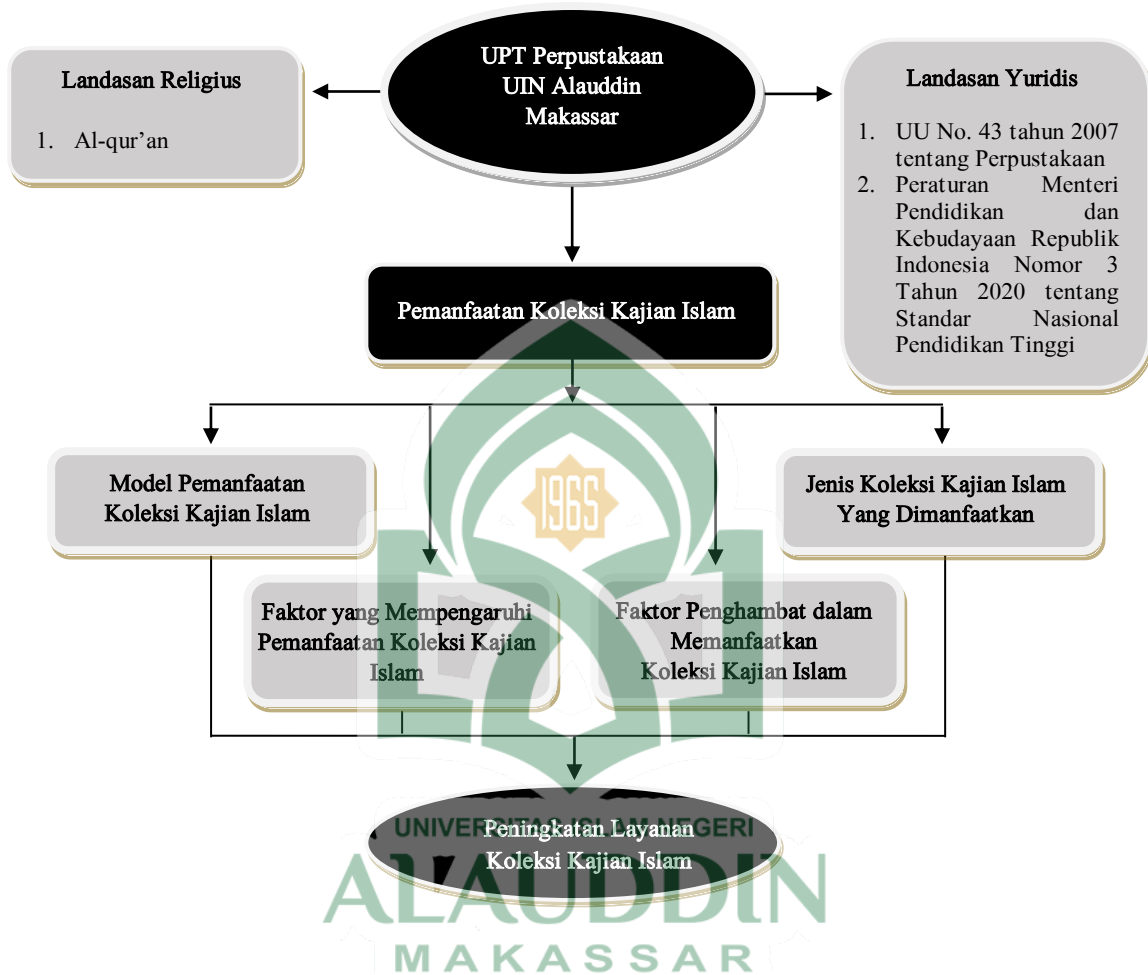 UPT Perpustakaan
UIN Alauddin
Makassar
Landasan Religius
1. Al-qur’an
Landasan Yuridis
1. UU No. 43 tahun 2007
tentang Perpustakaan
2. Peraturan Menteri
Pendidikan dan
Kebudayaan Republik
Indonesia Nomor 3
Tahun 2020 tentang
Standar Nasional
Pendidikan Tinggi
Pemanfaatan Koleksi Kajian Islam
Model Pemanfaatan
Koleksi Kajian Islam
Jenis Koleksi Kajian Islam
Yang Dimanfaatkan
1965
Faktor yang Mempengaruhi
Pemanfaatan Koleksi Kajian
Islam
Faktor Penghambat dalam
Memanfaatkan
Koleksi Kajian Islam
Peningkatan Layanan
Koleksi Kajian Islam
UNIVERSITAS ISLAM NEGERI
ALAUDDIN
MAKASSAR